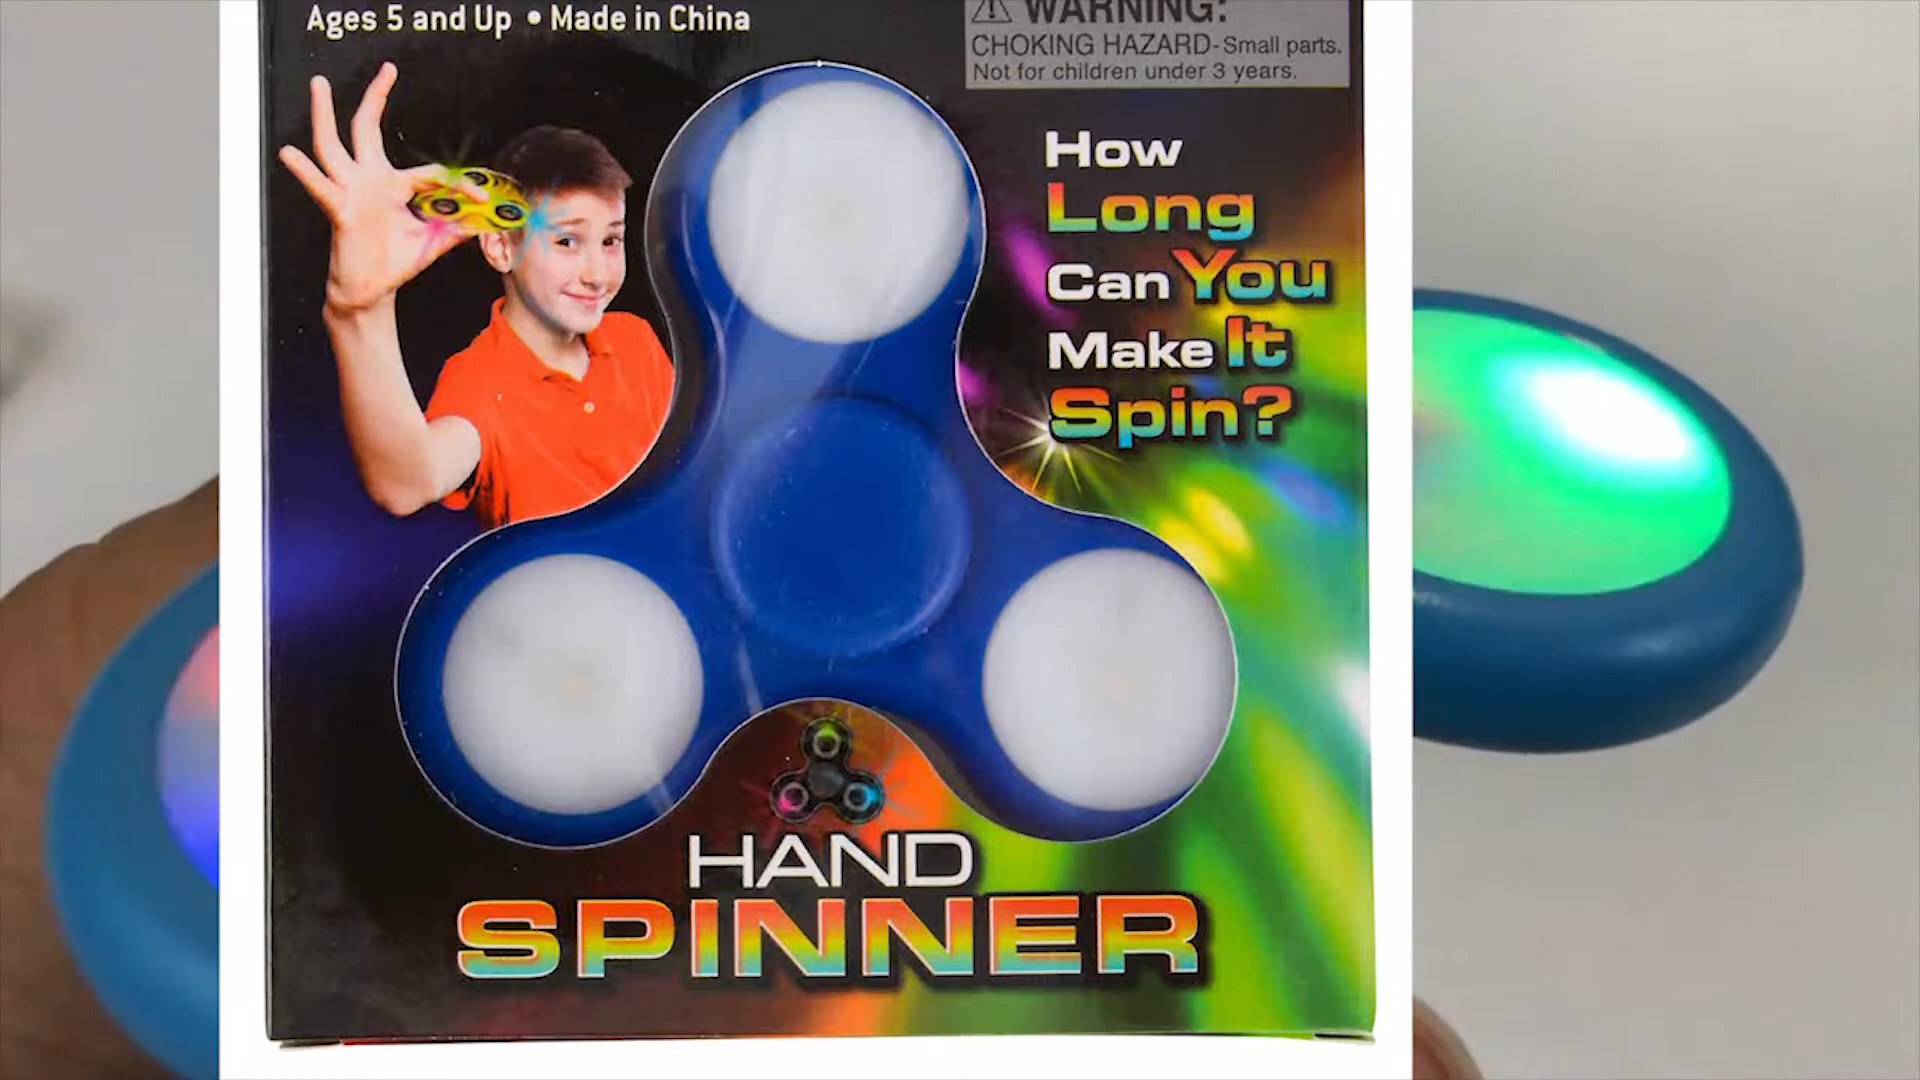 Ages 5 and Up • Made in China
⚠ WARNING:
CHOKING HAZARD-Small parts.
Not for children under 3 years.
How
Long
Can You
Make It
Spin?
HAND
SPINNER